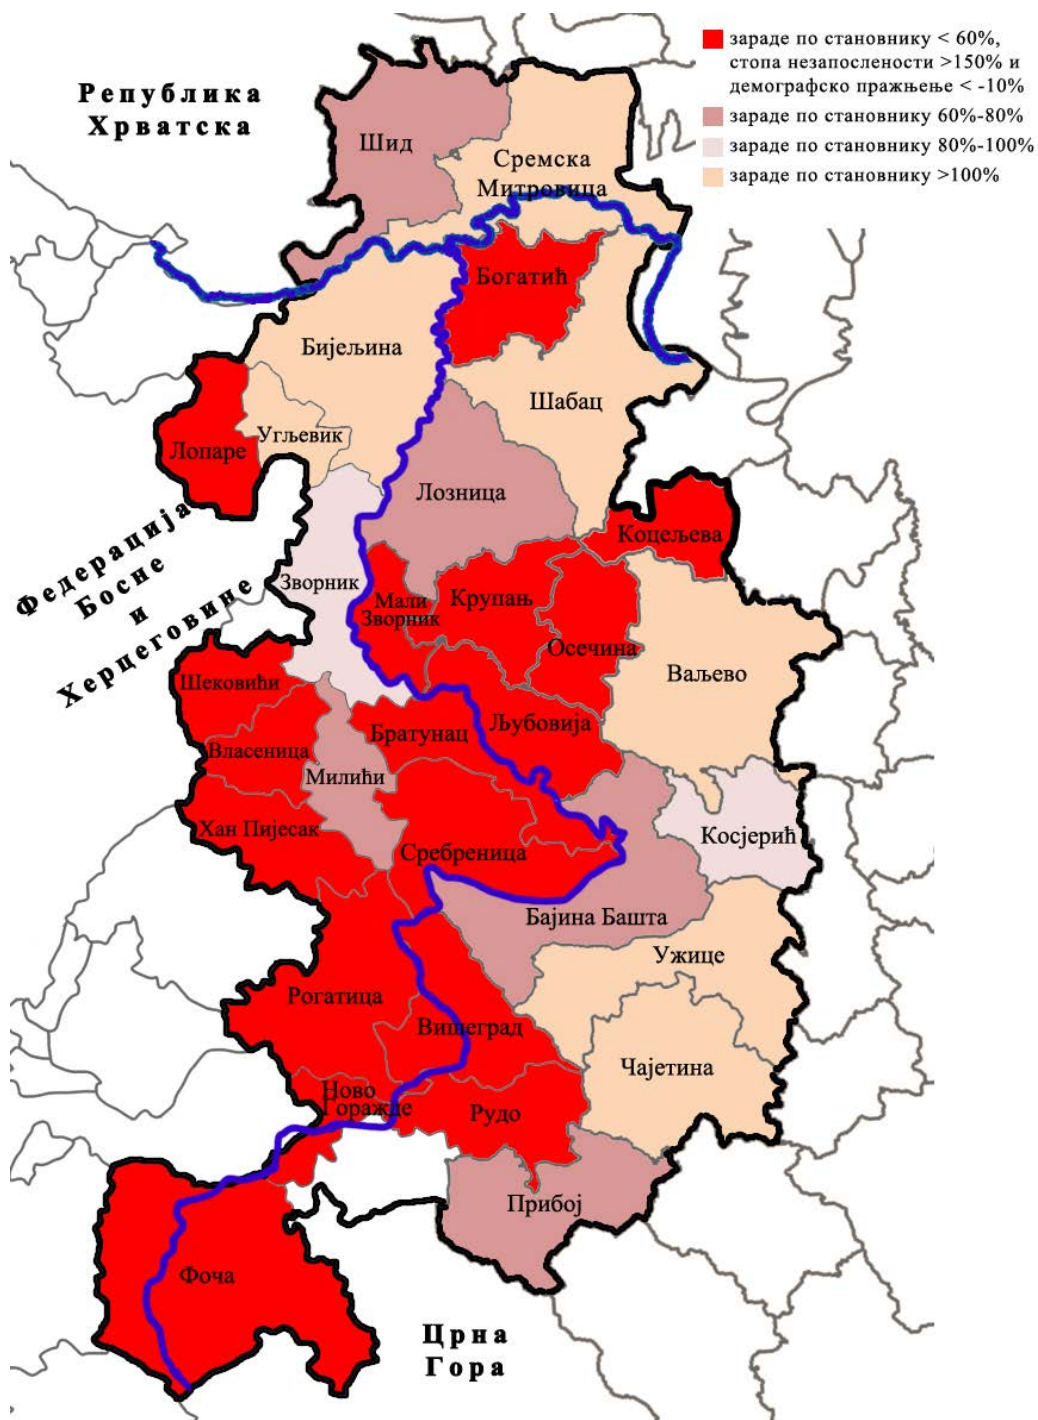 зараде по становнику < 60%,
стопа незапослености >150% и
демографско пражњење < -10%
зараде по становнику 60%-80%
зараде по становнику 80%-100%
зараде по становнику >100%
Република
Хрватска
Шид
Сремска
Митровица
Богатић
Бијељина
Шабац
Угљевик
Лопаре
Лозница
Коцељева
Федерација
Босне
и
Херцеговине
Зворник
Мали
Зворник
Крупањ
Осечина
Ваљево
Шековићи
Љубовија
Братунац
Власеница
Милићи
Хан Пијесак
Косјерић
Сребреница
Бајина Башта
Ужице
Рогатица
Вишеград
Чајетина
Ново
Горажде
Рудо
Прибој
Фоча
Црна
Гора